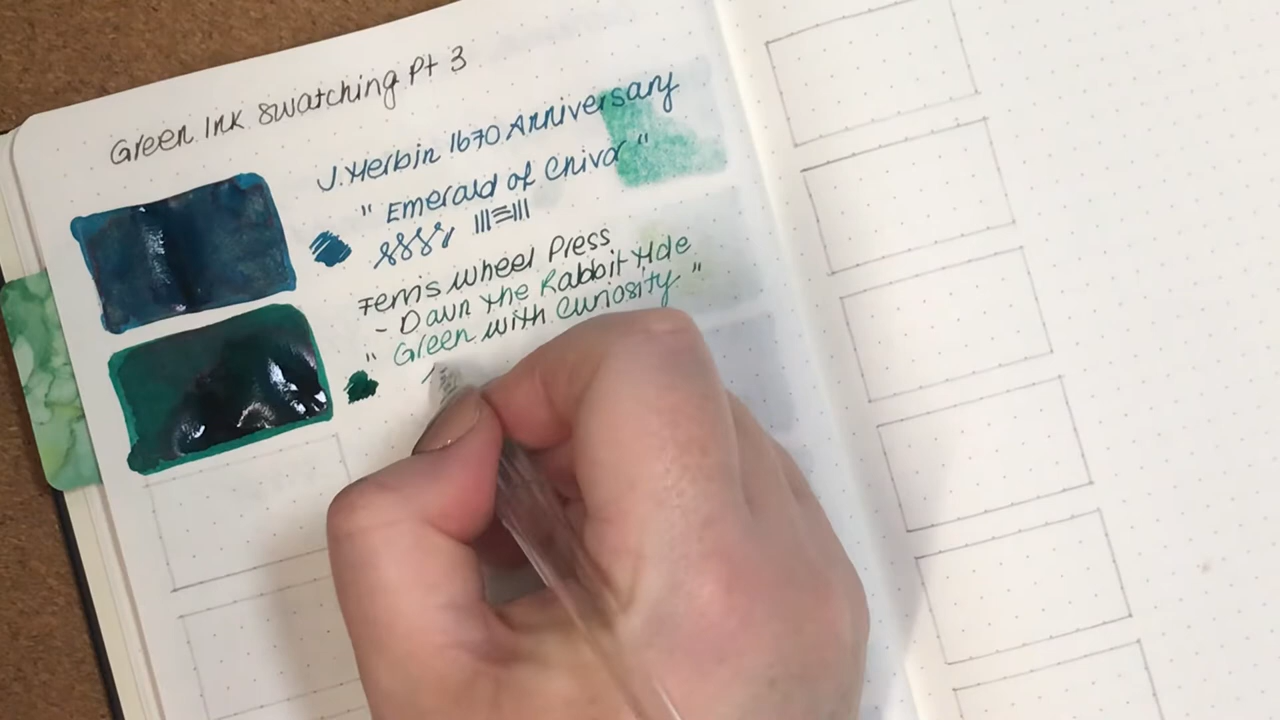 Green Ink Swatching Pt 3
J. Herbin 1670 Anniversary
" Emerald of Chivor "
Ferris Wheel Press
- Down the Rabbit Hole
" Green with Curiosity "